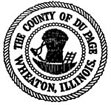 THE COUNTY OF DU PAGE
WHEATON, ILLINOIS.